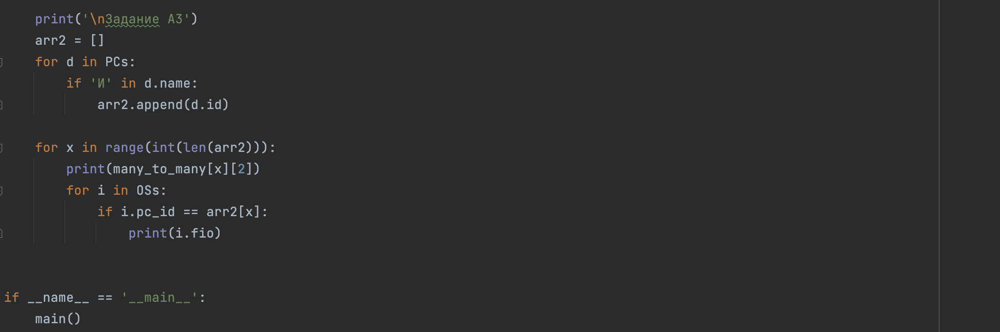 print('\nЗадание А3')
arr2 = []
for d in PCs:
if 'И' in d.name:
arr2.append(d.id)
for x in range(int(len(arr2))):
print(many_to_many[x][2])
for i in OSs:
if i.pc_id == arr2[x]:
print(i.fio)
if __name__ == '__main__':
main()